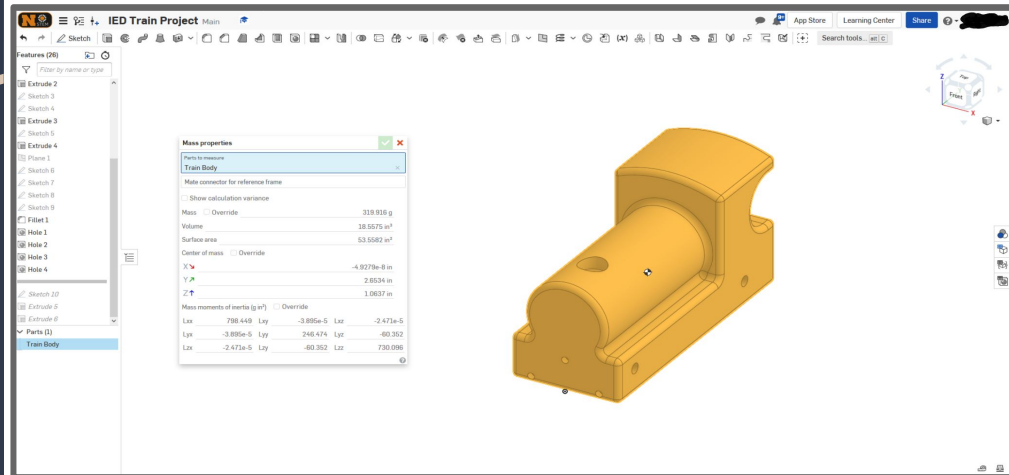 N STEM IED Train Project Main 9+ App Store Learning Center Share
Sketch Search tools... alt C
Features (26)
Filter by name or type
Extrude 2
Sketch 3
Sketch 4
Extrude 3
Sketch 5
Extrude 4
Plane 1
Sketch 6
Sketch 7
Sketch 8
Sketch 9
Fillet 1
Hole 1
Hole 2
Hole 3
Hole 4
Sketch 10
Extrude 5
Extrude 6
Parts (1)
Train Body
Mass properties
Parts to measure
Train Body
Mate connector for reference frame
Show calculation variance
Mass Override 319.916 g
Volume 18.5575 in³
Surface area 53.5582 in²
Center of mass Override
X -4.9279e-8 in
Y 2.6534 in
Z 1.0637 in
Mass moments of inertia (g in²) Override
Lxx 798.449 Lxy -3.895e-5 Lxz -2.471e-5
Lyx -3.895e-5 Lyy 246.474 Lyz -60.352
Lzx -2.471e-5 Lzy -60.352 Lzz 730.096
Z
Top
Front
Right
X